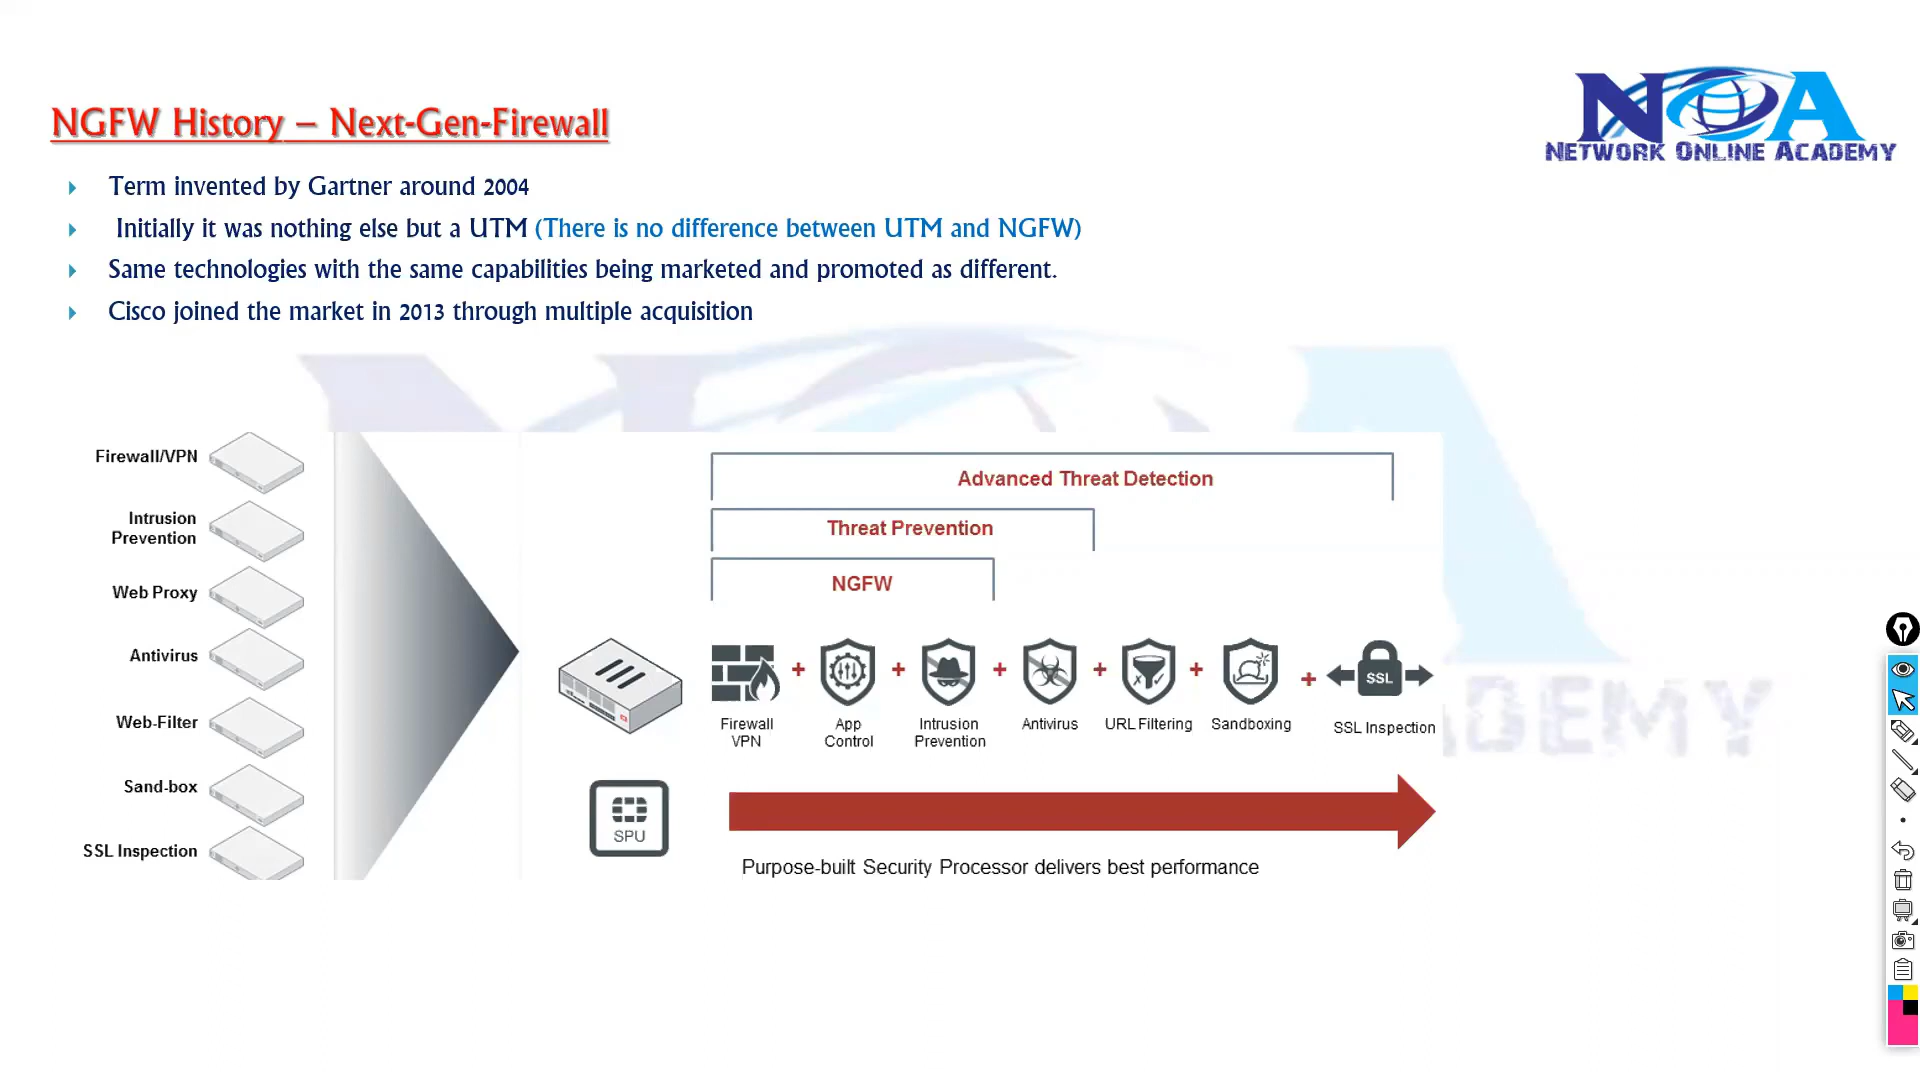 NOA
NETWORK ONLINE ACADEMY
NGFW History – Next-Gen-Firewall
Term invented by Gartner around 2004
Initially it was nothing else but a UTM (There is no difference between UTM and NGFW)
Same technologies with the same capabilities being marketed and promoted as different.
Cisco joined the market in 2013 through multiple acquisition
Firewall/VPN
Intrusion
Prevention
Web Proxy
Antivirus
Web-Filter
Sand-box
SSL Inspection
Advanced Threat Detection
Threat Prevention
NGFW
SSL
Firewall
VPN
App
Control
Intrusion
Prevention
Antivirus
URL Filtering
Sandboxing
SSL Inspection
SPU
Purpose-built Security Processor delivers best performance
ADEMY